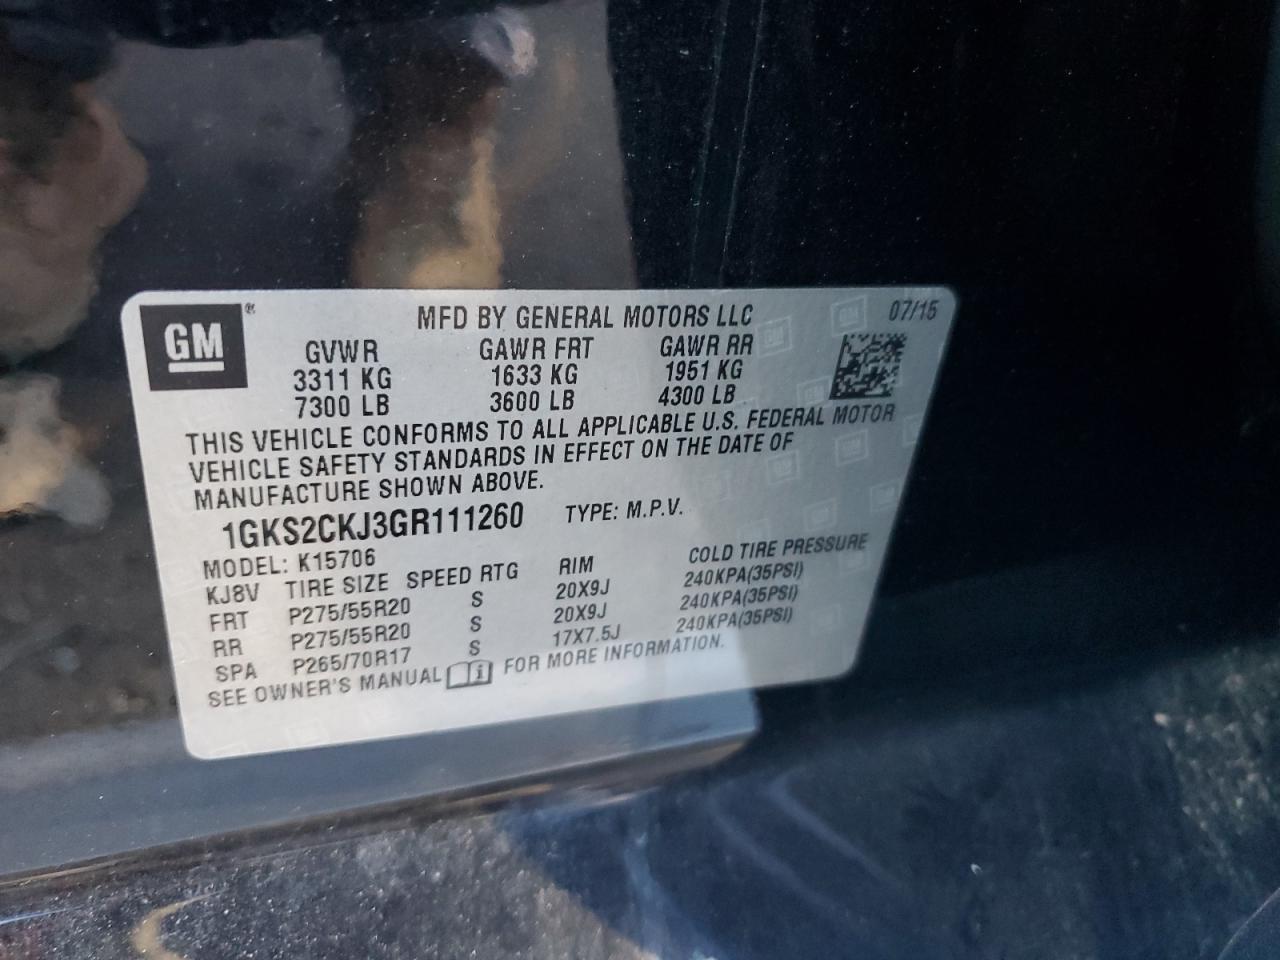 GM ® MFD BY GENERAL MOTORS LLC 07/15
GVWR GAWR FRT GAWR RR
3311 KG 1633 KG 1951 KG
7300 LB 3600 LB 4300 LB
THIS VEHICLE CONFORMS TO ALL APPLICABLE U.S. FEDERAL MOTOR
VEHICLE SAFETY STANDARDS IN EFFECT ON THE DATE OF
MANUFACTURE SHOWN ABOVE.
1GKS2CKJ3GR111260 TYPE: M.P.V.
MODEL: K15706
KJ8V TIRE SIZE SPEED RTG RIM COLD TIRE PRESSURE
FRT P275/55R20 S 20X9J 240KPA(35PSI)
RR P275/55R20 S 20X9J 240KPA(35PSI)
SPA P265/70R17 S 17X7.5J 240KPA(35PSI)
SEE OWNER'S MANUAL i FOR MORE INFORMATION.